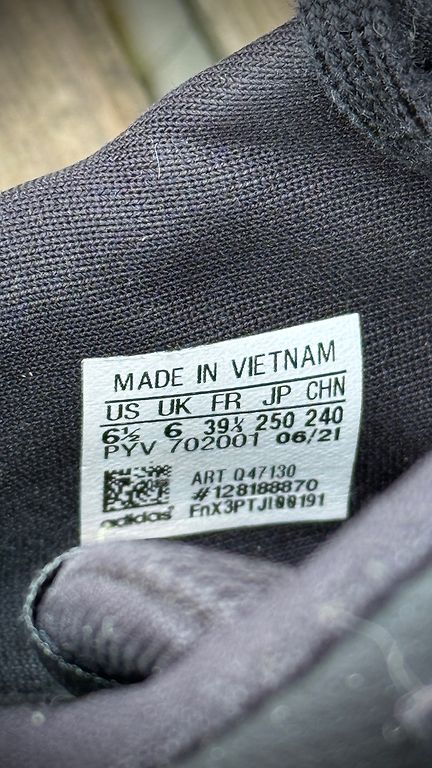 MADE IN VIETNAM
US UK FR JP CHN
6½ 6 39⅓ 250 240
PYV 702001 06/21
ART Q47130
#128188870
FnX3PTJI00191
adidas